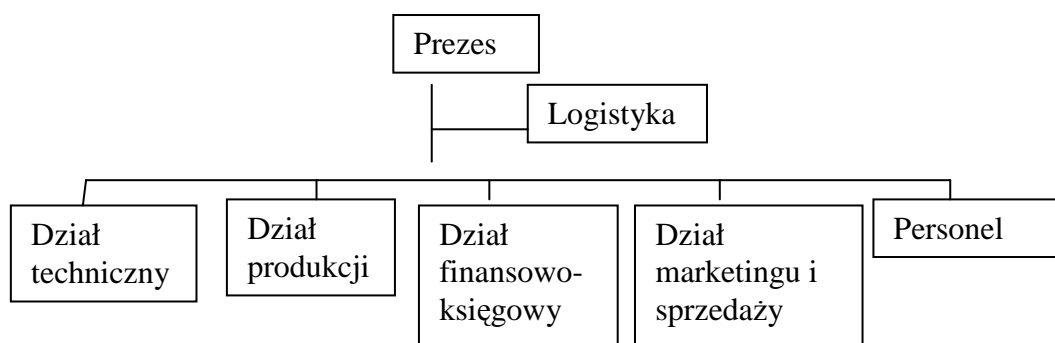 Prezes
Logistyka
Dział
techniczny
Dział
produkcji
Dział
finansowo-
księgowy
Dział
marketingu i
sprzedaży
Personel